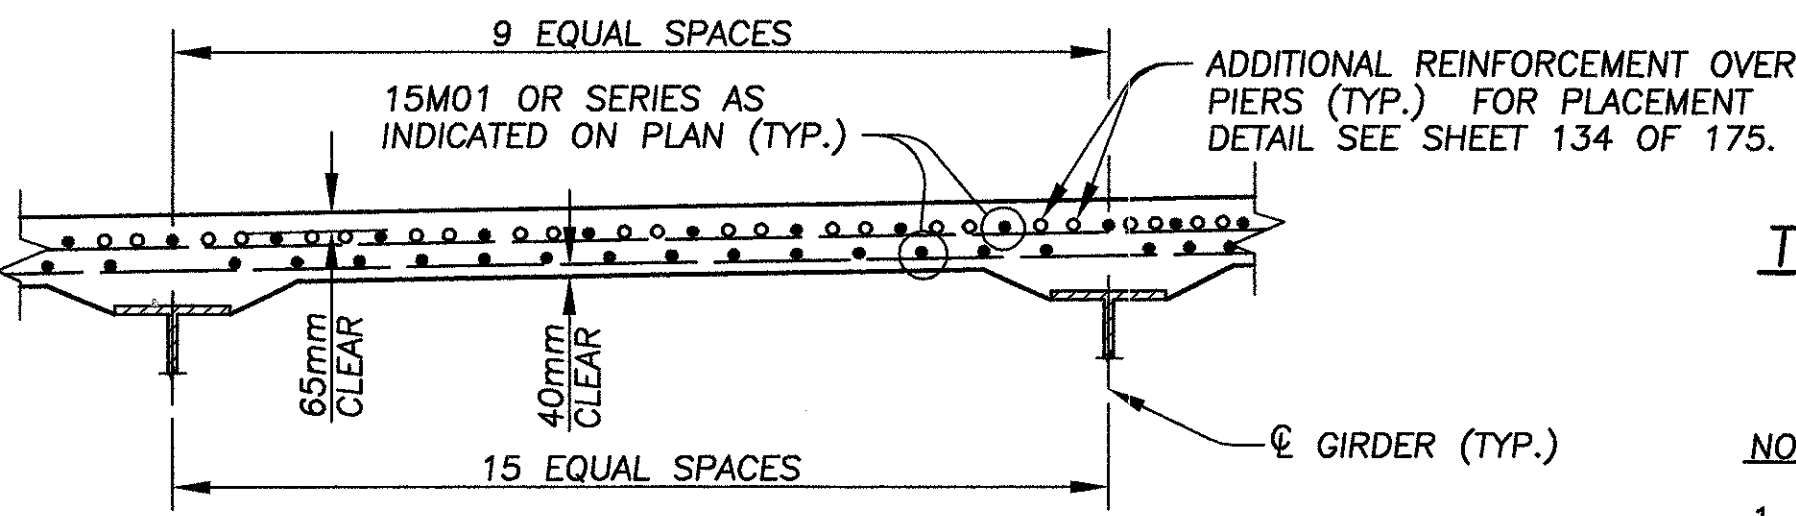 9 EQUAL SPACES
15M01 OR SERIES AS
INDICATED ON PLAN (TYP.)
ADDITIONAL REINFORCEMENT OVER
PIERS (TYP.) FOR PLACEMENT
DETAIL SEE SHEET 134 OF 175.
65mm
CLEAR
40mm
CLEAR
℄ GIRDER (TYP.)
15 EQUAL SPACES